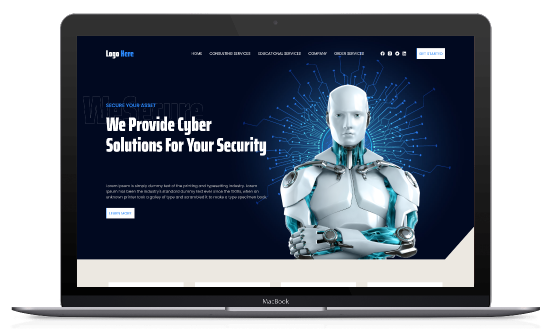 Logo Here
HOME CONSULTING SERVICES EDUCATIONAL SERVICES COMPANY ORDER SERVICES GET STARTED
WeSecure
SECURE YOUR ASSET
We Provide Cyber
Solutions For Your Security
Lorem Ipsum is simply dummy text of the printing and typesetting industry. Lorem
Ipsum has been the industry's standard dummy text ever since the 1500s, when an
unknown printer took a galley of type and scrambled it to make a type specimen book.
LEARN MORE
MacBook